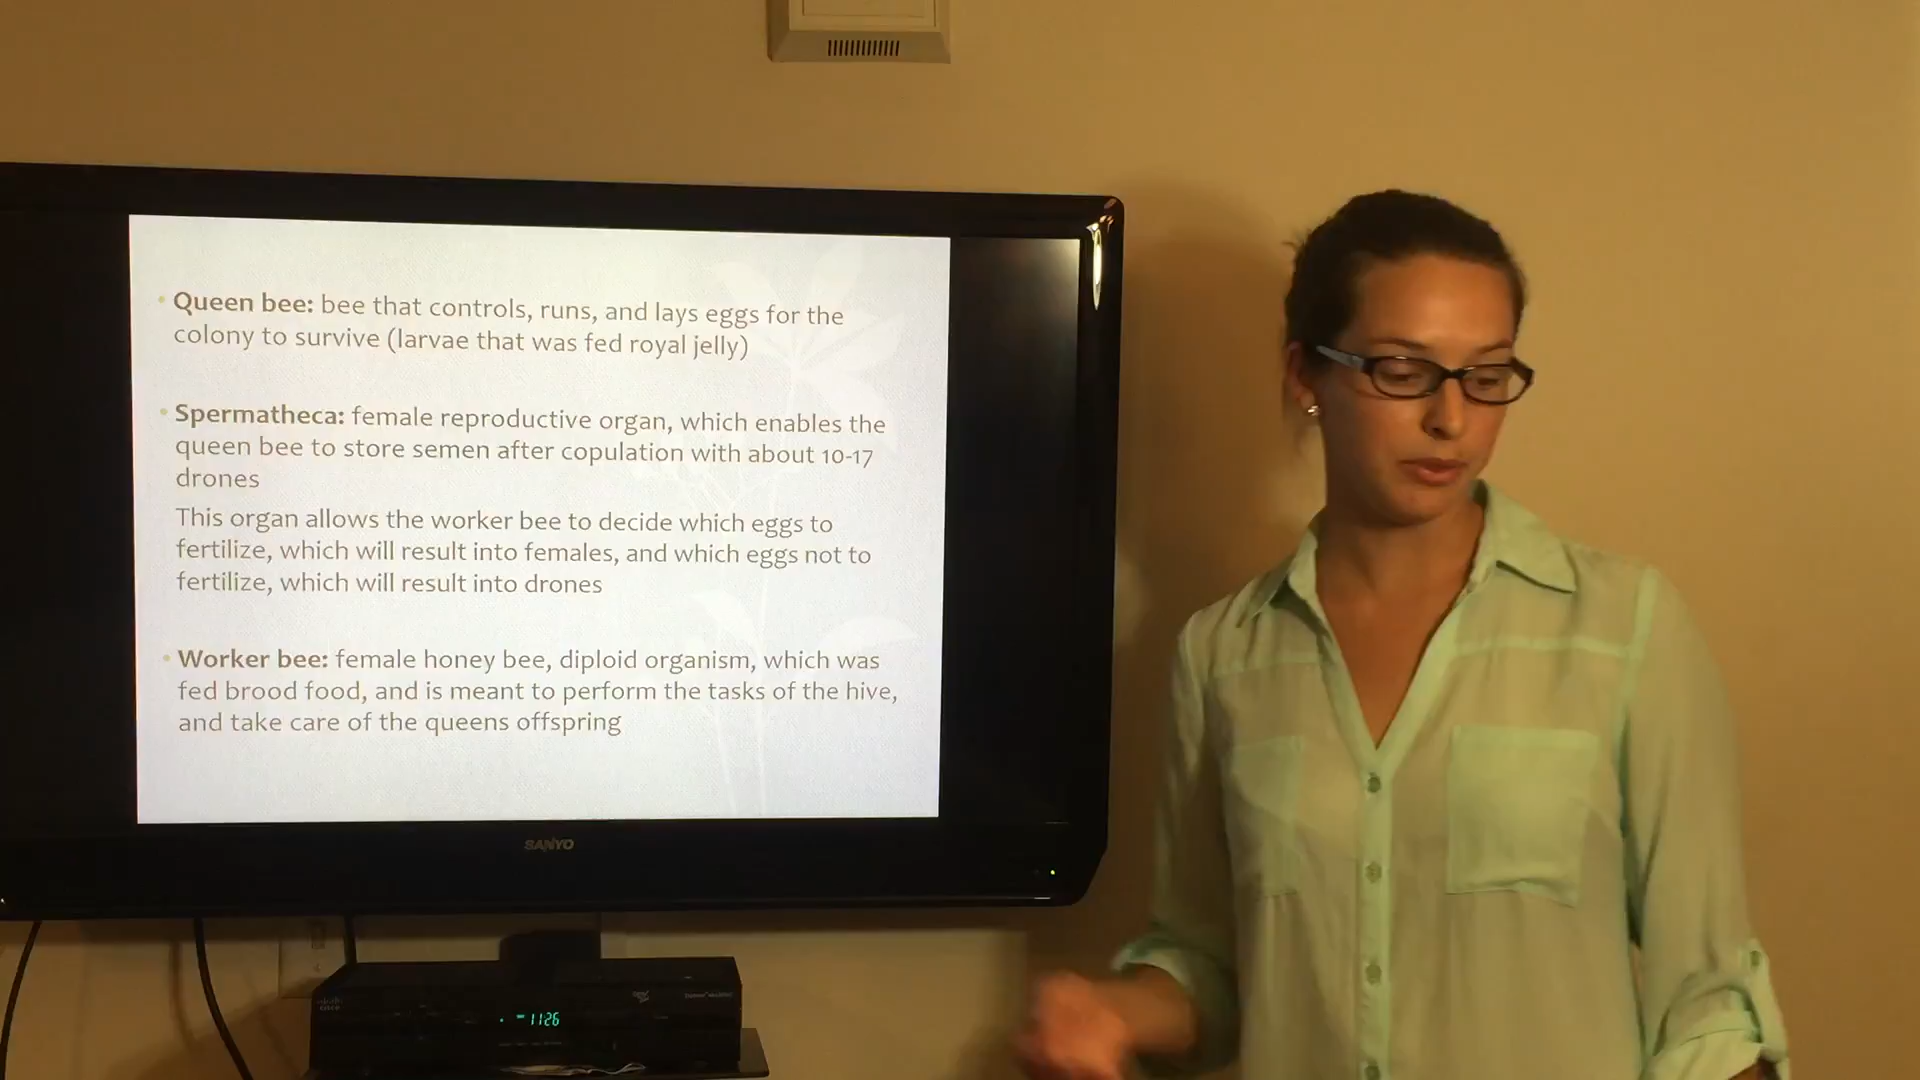 Queen bee: bee that controls, runs, and lays eggs for the
colony to survive (larvae that was fed royal jelly)
Spermatheca: female reproductive organ, which enables the
queen bee to store semen after copulation with about 10-17
drones
This organ allows the worker bee to decide which eggs to
fertilize, which will result into females, and which eggs not to
fertilize, which will result into drones
Worker bee: female honey bee, diploid organism, which was
fed brood food, and is meant to perform the tasks of the hive,
and take care of the queens offspring
SANYO
1126